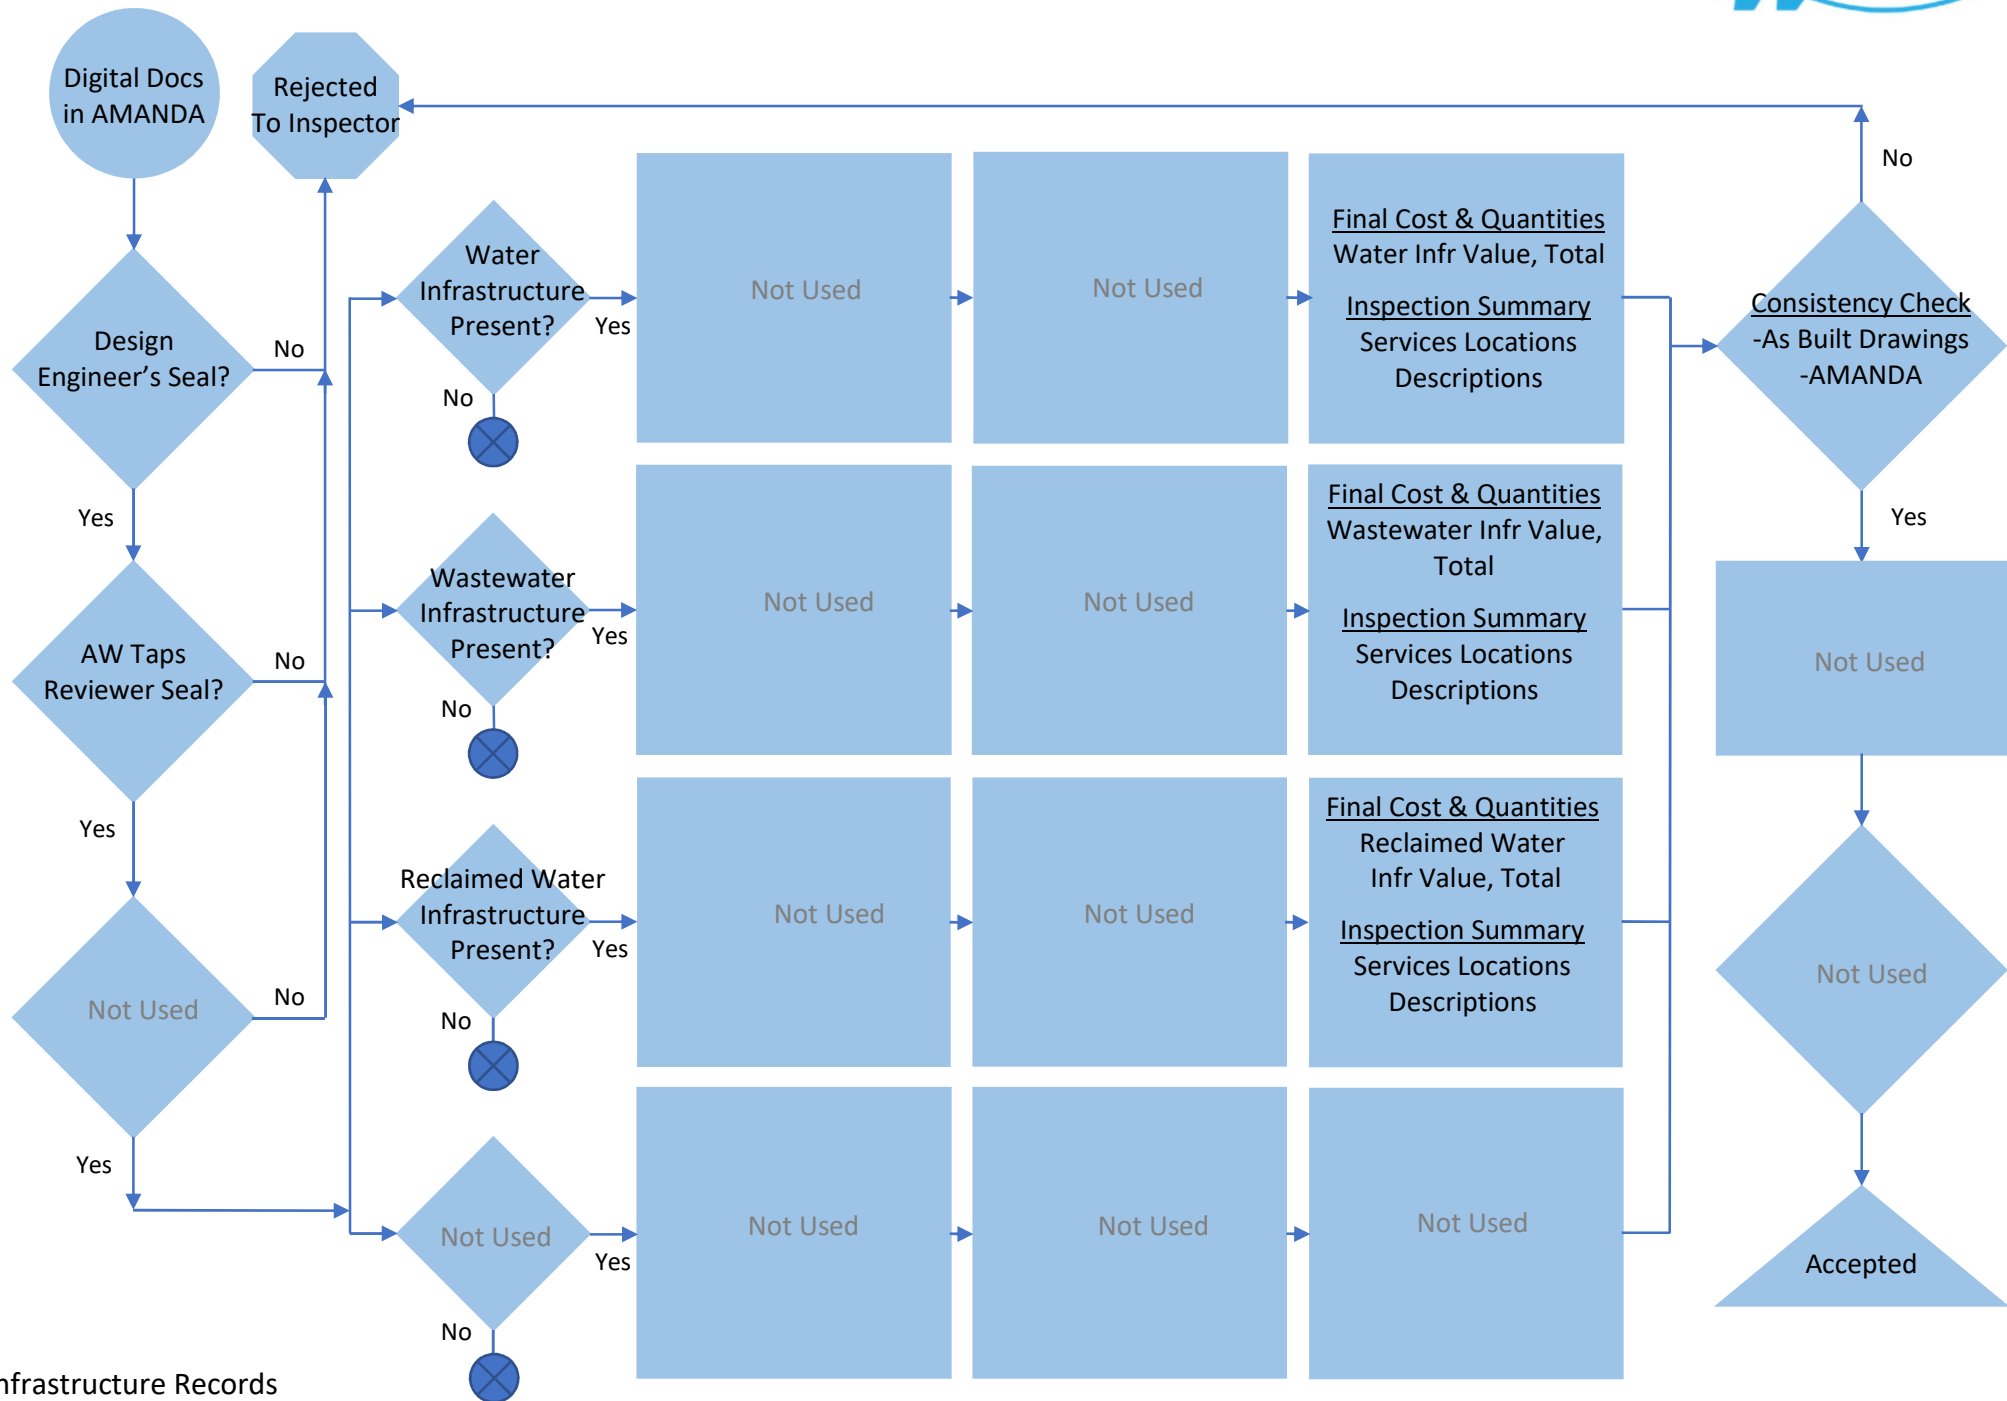 Digital Docs
in AMANDA
Rejected
To Inspector
Design
Engineer’s Seal?
No
Yes
AW Taps
Reviewer Seal?
No
Yes
Not Used
No
Yes
Water
Infrastructure
Present?
Yes
No
Not Used
Not Used
Final Cost & Quantities
Water Infr Value, Total
Inspection Summary
Services Locations
Descriptions
Wastewater
Infrastructure
Present?
Yes
No
Not Used
Not Used
Final Cost & Quantities
Wastewater Infr Value,
Total
Inspection Summary
Services Locations
Descriptions
Reclaimed Water
Infrastructure
Present?
Yes
No
Not Used
Not Used
Final Cost & Quantities
Reclaimed Water
Infr Value, Total
Inspection Summary
Services Locations
Descriptions
Not Used
Yes
No
Not Used
Not Used
Not Used
No
Consistency Check
-As Built Drawings
-AMANDA
Yes
Not Used
Not Used
Accepted
nfrastructure Records